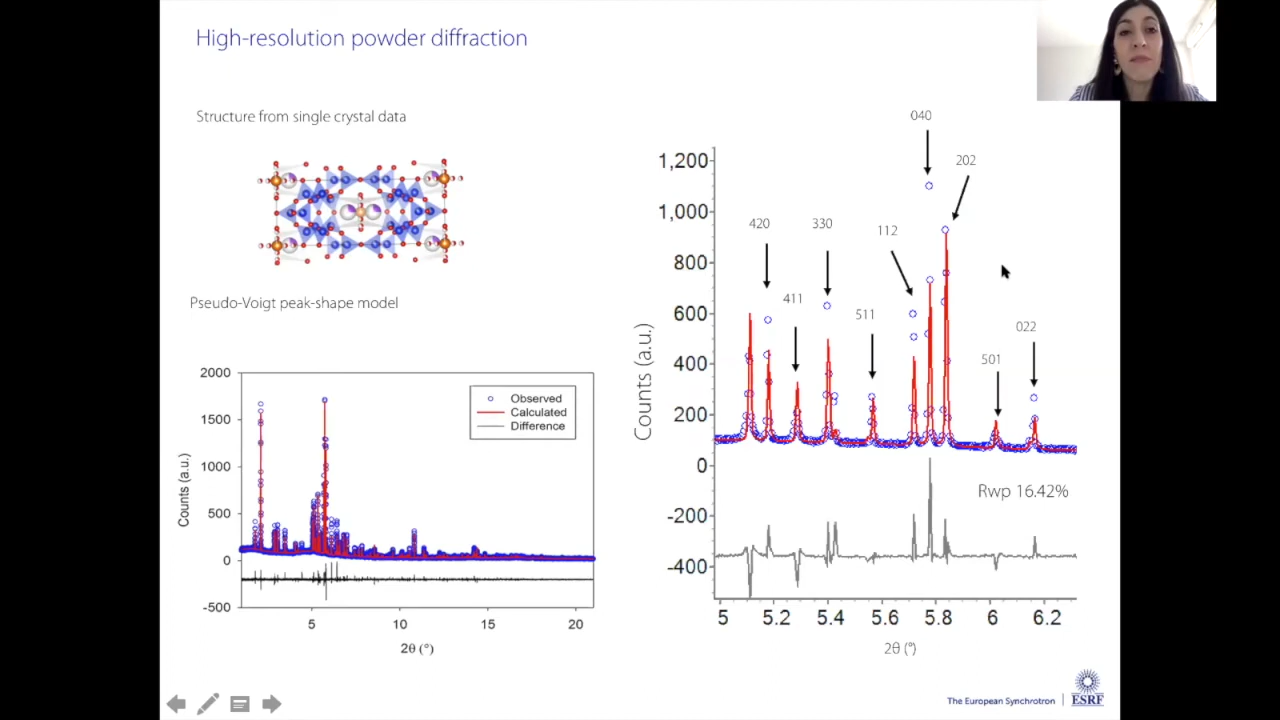 High-resolution powder diffraction
Structure from single crystal data
Pseudo-Voigt peak-shape model
2000
1500
1000
500
0
-500
Counts (a.u.)
Observed
Calculated
Difference
5
10
15
20
2θ (°)
040
202
420
330
112
411
511
022
501
1,200
1,000
800
600
400
200
0
-200
-400
Counts (a.u.)
Rwp 16.42%
5
5.2
5.4
5.6
5.8
6
6.2
2θ (°)
The European Synchrotron
ESRF